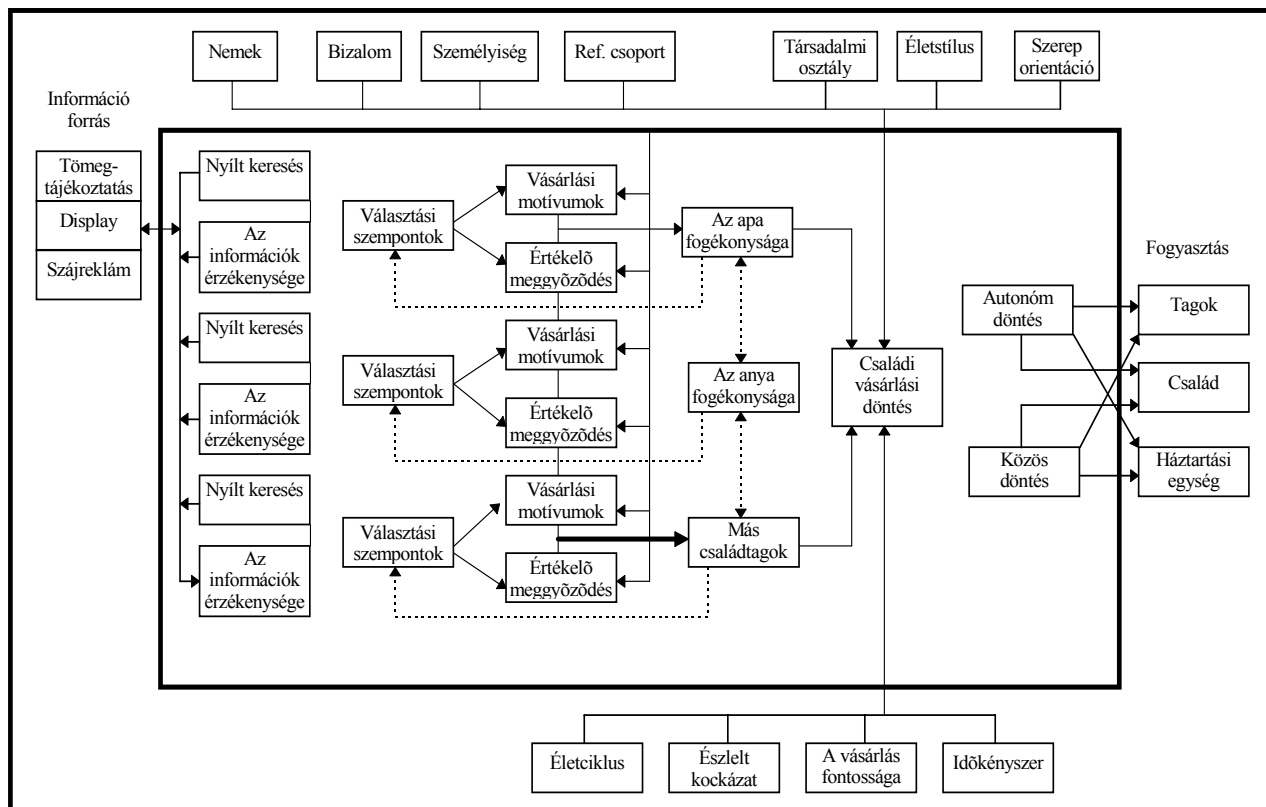 Nemek
Bizalom
Személyiség
Ref. csoport
Társadalmi
osztály
Életstílus
Szerep
orientáció
Információ
forrás
Tömeg-
tájékoztatás
Display
Szájreklám
Nyílt keresés
Az
információk
érzékenysége
Nyílt keresés
Az
információk
érzékenysége
Nyílt keresés
Az
információk
érzékenysége
Választási
szempontok
Vásárlási
motívumok
Értékelõ
meggyõzõdés
Az apa
fogékonysága
Választási
szempontok
Vásárlási
motívumok
Értékelõ
meggyõzõdés
Az anya
fogékonysága
Választási
szempontok
Vásárlási
motívumok
Értékelõ
meggyõzõdés
Más
családtagok
Családi
vásárlási
döntés
Autonóm
döntés
Közös
döntés
Fogyasztás
Tagok
Család
Háztartási
egység
Életciklus
Észlelt
kockázat
A vásárlás
fontossága
Idõkényszer